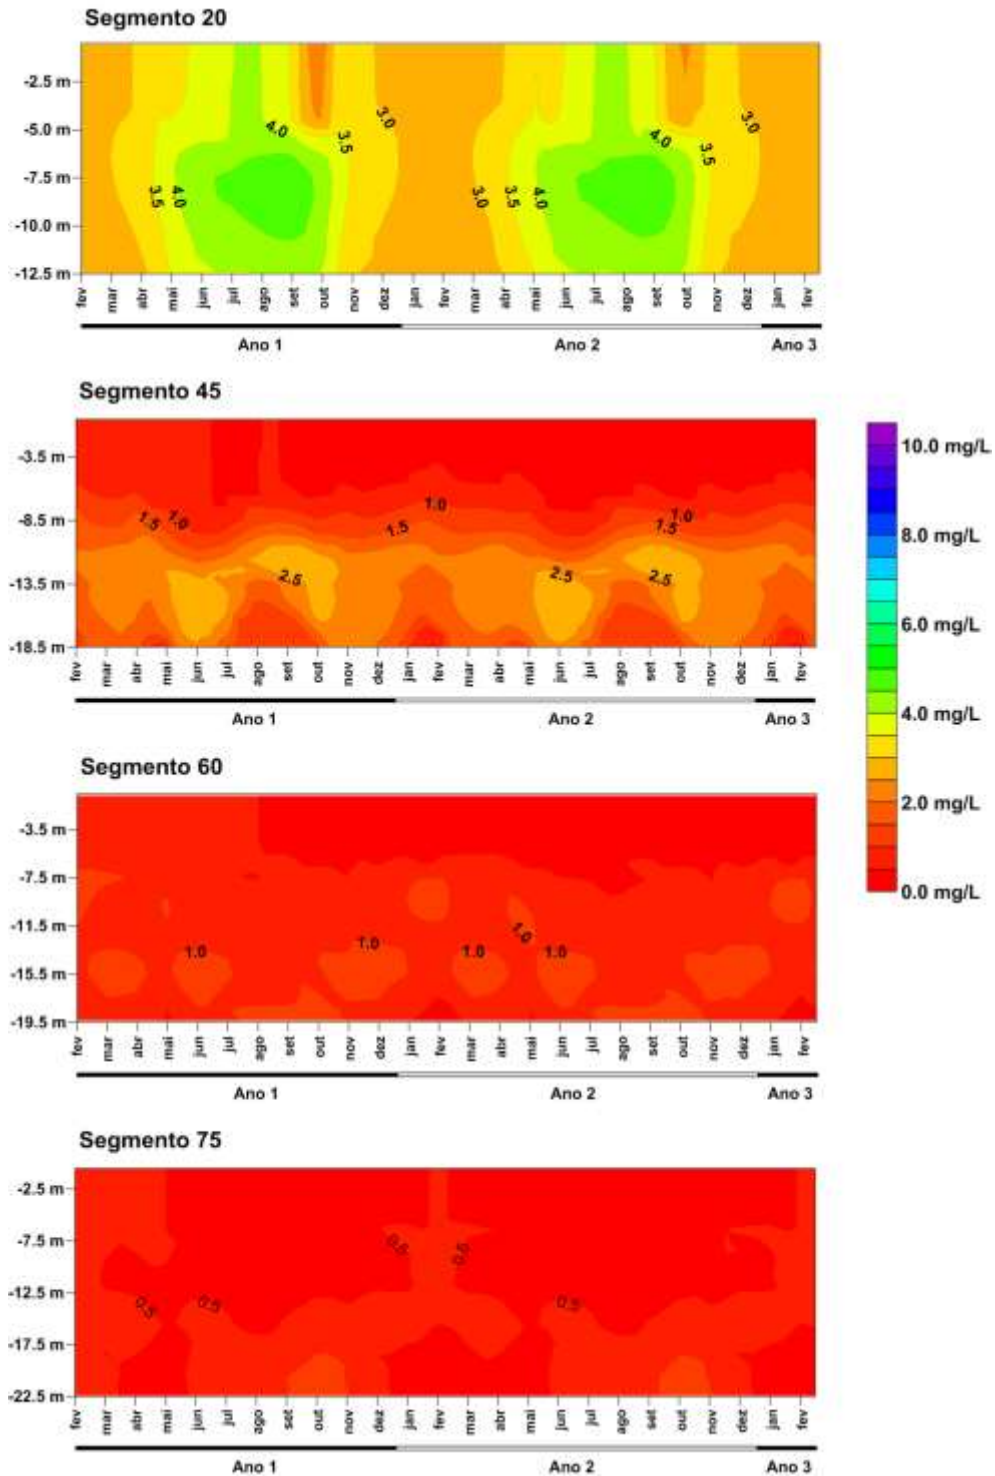 Segmento 20
-2.5 m
-5.0 m
-7.5 m
-10.0 m
-12.5 m
3.5 4.0 4.0 3.5 3.0 3.0 3.5 4.0 4.0 3.5 3.0
fev mar abr mai jun jul ago set out nov dez jan fev mar abr mai jun jul ago set out nov dez jan fev
Ano 1 Ano 2 Ano 3
Segmento 45
-3.5 m
-8.5 m
-13.5 m
-18.5 m
1.5 1.0 2.5 1.5 1.0 2.5 1.5 1.0 2.5
fev mar abr mai jun jul ago set out nov dez jan fev mar abr mai jun jul ago set out nov dez jan fev
Ano 1 Ano 2 Ano 3
10.0 mg/L
8.0 mg/L
6.0 mg/L
4.0 mg/L
2.0 mg/L
0.0 mg/L
Segmento 60
-3.5 m
-7.5 m
-11.5 m
-15.5 m
-19.5 m
1.0 1.0 1.0 1.0 1.0
fev mar abr mai jun jul ago set out nov dez jan fev mar abr mai jun jul ago set out nov dez jan fev
Ano 1 Ano 2 Ano 3
Segmento 75
-2.5 m
-7.5 m
-12.5 m
-17.5 m
-22.5 m
0.5 0.5 0.5 0.5 0.5
fev mar abr mai jun jul ago set out nov dez jan fev mar abr mai jun jul ago set out nov dez jan fev
Ano 1 Ano 2 Ano 3